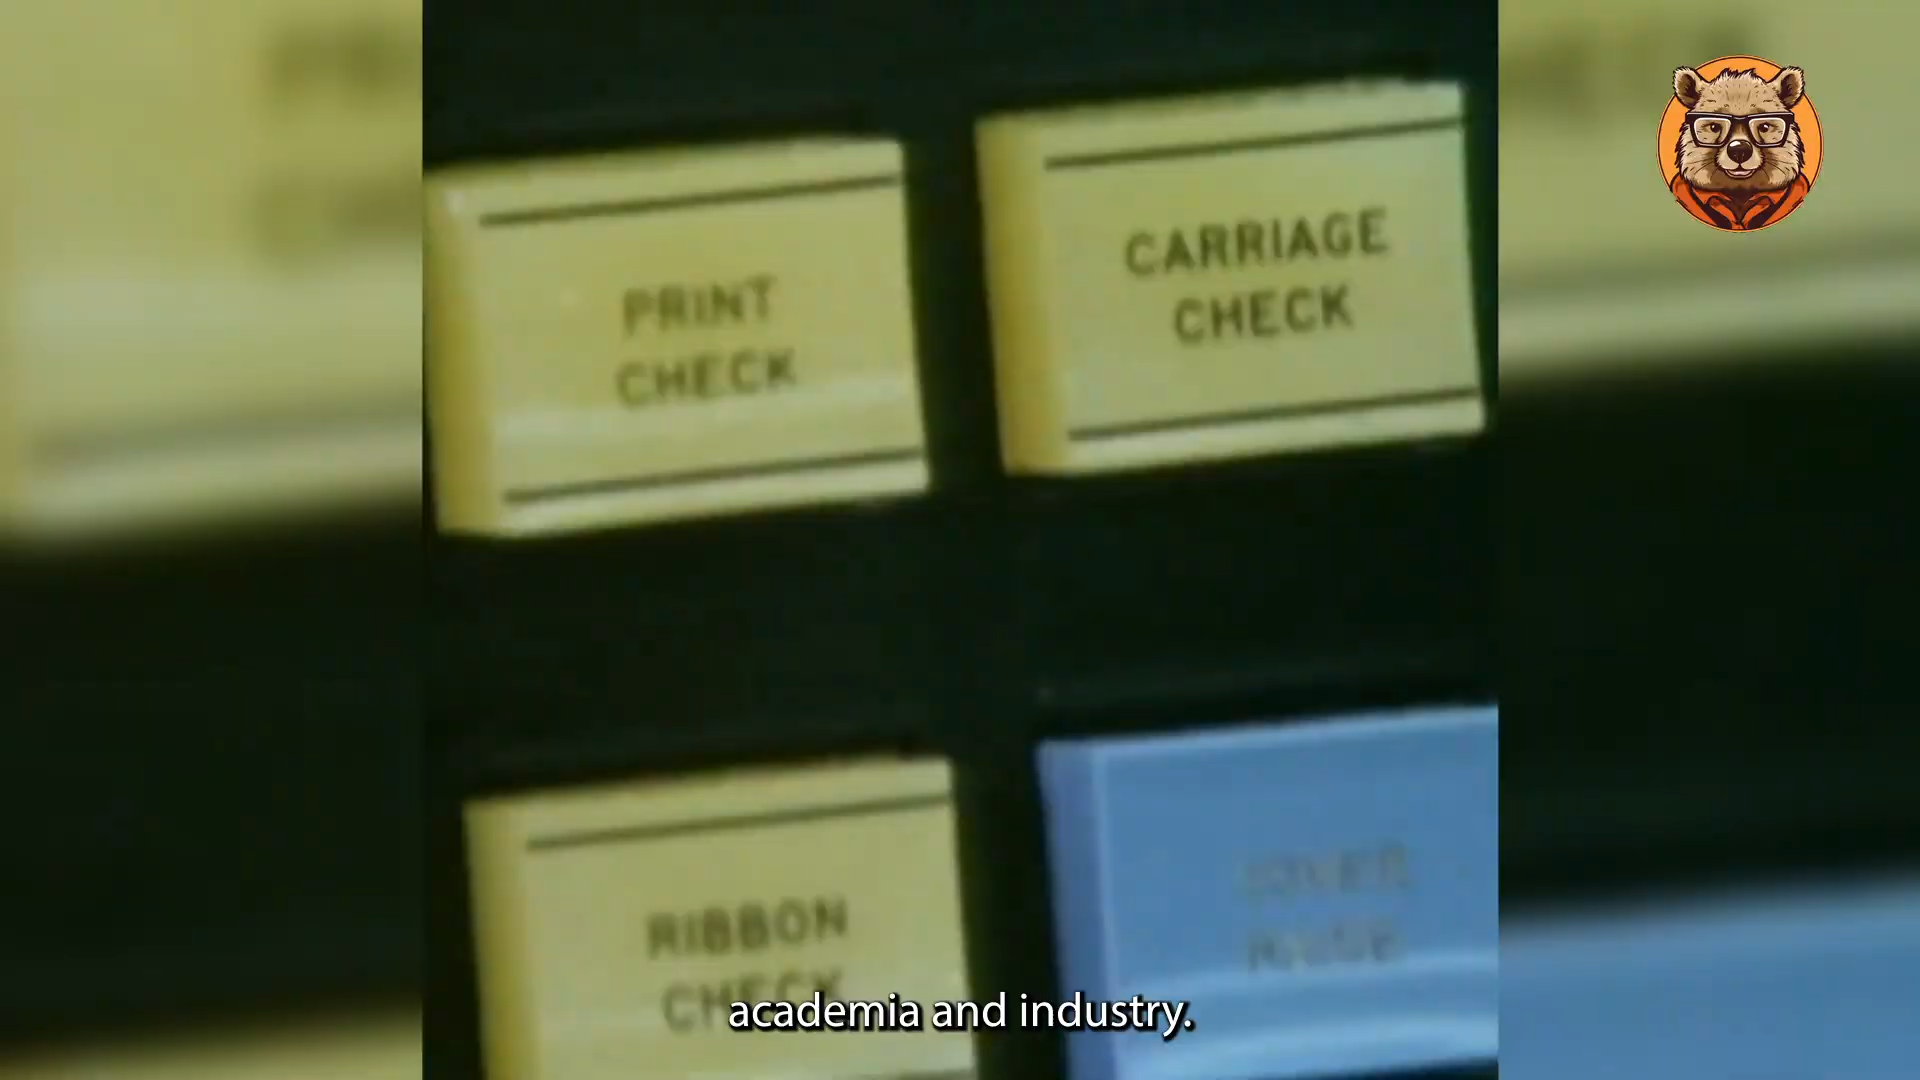 PRINT
CHECK
CARRIAGE
CHECK
RIBBON
CHECK
academia and industry.